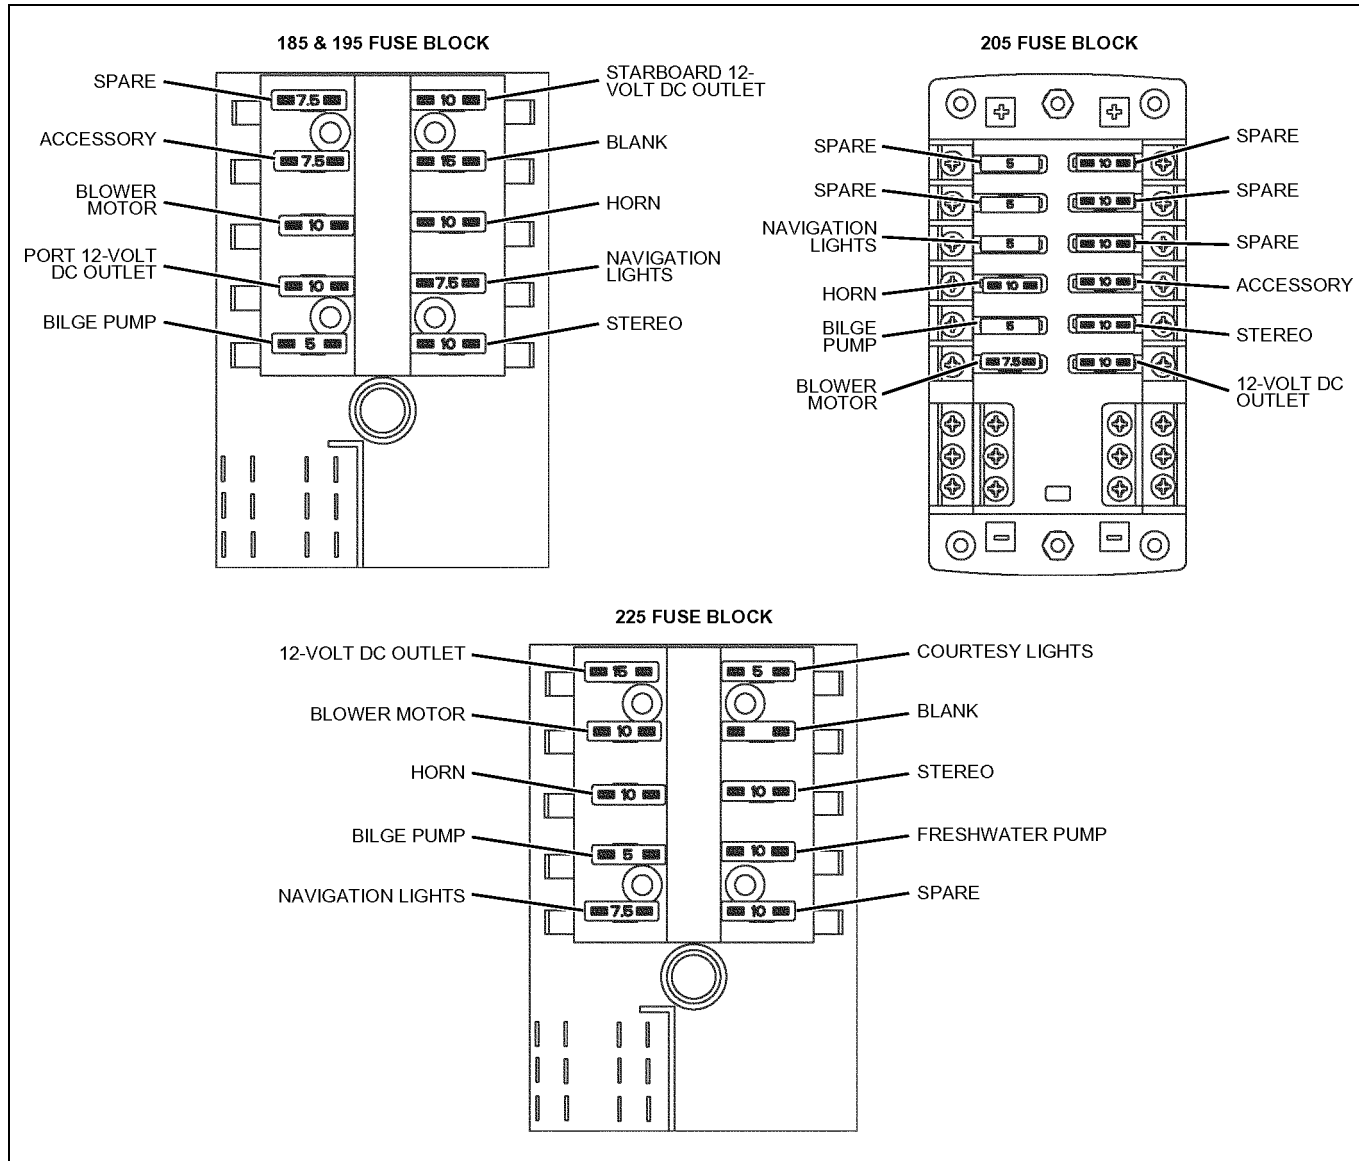 185 & 195 FUSE BLOCK
SPARE
7.5
ACCESSORY
7.5
BLOWER
MOTOR
10
PORT 12-VOLT
DC OUTLET
10
BILGE PUMP
5
10
STARBOARD 12-
VOLT DC OUTLET
15
BLANK
10
HORN
7.5
NAVIGATION
LIGHTS
10
STEREO
205 FUSE BLOCK
SPARE
5
SPARE
5
NAVIGATION
LIGHTS
5
HORN
10
BILGE
PUMP
5
BLOWER
MOTOR
7.5
10
SPARE
10
SPARE
10
SPARE
10
ACCESSORY
10
STEREO
10
12-VOLT DC
OUTLET
225 FUSE BLOCK
12-VOLT DC OUTLET
15
BLOWER MOTOR
10
HORN
10
BILGE PUMP
5
NAVIGATION LIGHTS
7.5
5
COURTESY LIGHTS
BLANK
10
STEREO
10
FRESHWATER PUMP
10
SPARE